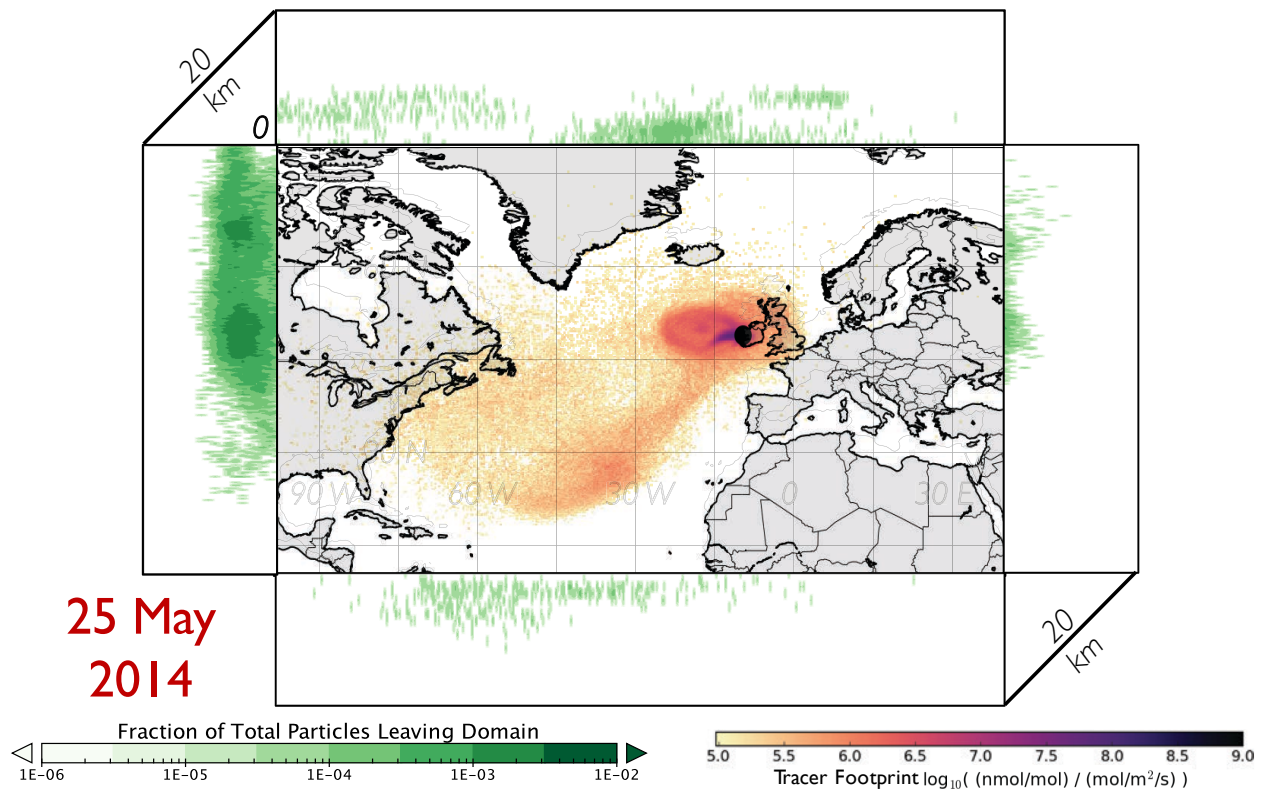 20
km
0
90 W
60 W
30 W
0
30 E
20
km
25 May
2014
Fraction of Total Particles Leaving Domain
1E-06 1E-05 1E-04 1E-03 1E-02
5.0 5.5 6.0 6.5 7.0 7.5 8.0 8.5 9.0
Tracer Footprint log₁₀( (nmol/mol) / (mol/m²/s) )